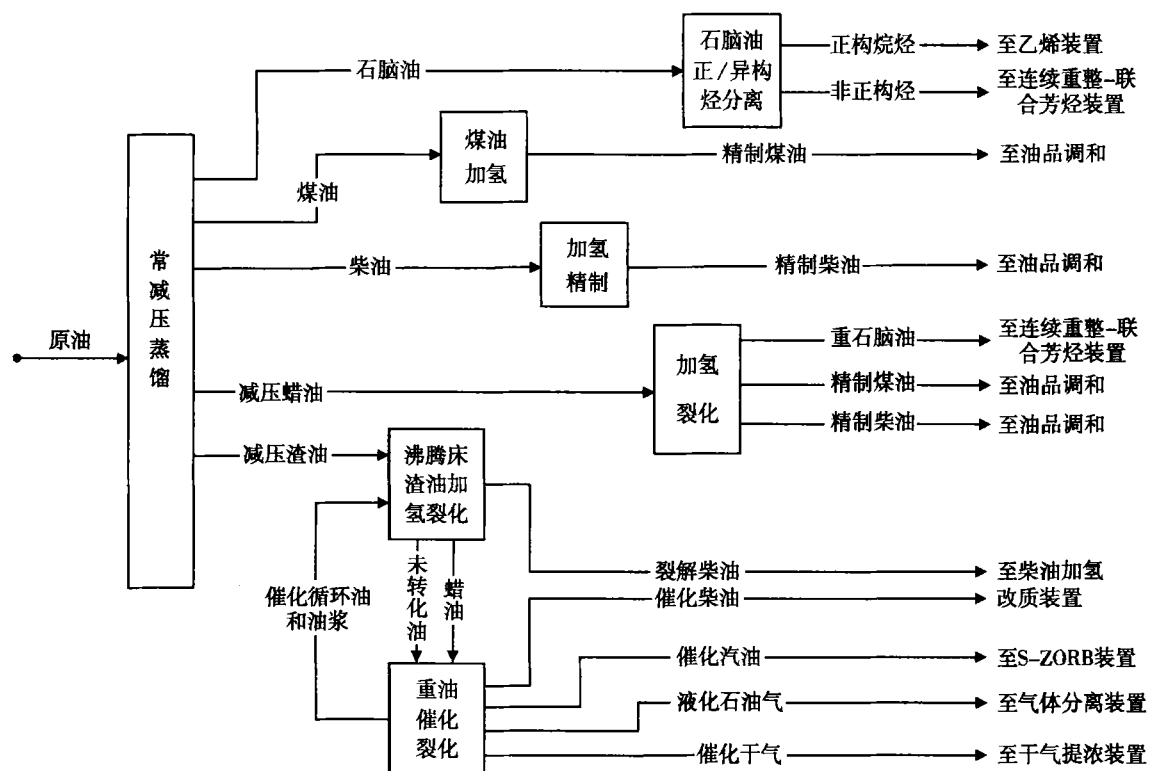 石脑油
正/异构
烃分离
正构烷烃
至乙烯装置
石脑油
非正构烃
至连续重整-联
合芳烃装置
煤油
加氢
精制煤油
至油品调和
煤油
常减压蒸馏
柴油
加氢
精制
精制柴油
至油品调和
原油
减压蜡油
加氢
裂化
重石脑油
至连续重整-联
合芳烃装置
精制煤油
至油品调和
精制柴油
至油品调和
减压渣油
沸腾床
渣油加
氢裂化
未转化油
蜡油
裂解柴油
至柴油加氢
催化循环油
和油浆
催化柴油
改质装置
重油
催化
裂化
催化汽油
至S-ZORB装置
液化石油气
至气体分离装置
催化干气
至干气提浓装置